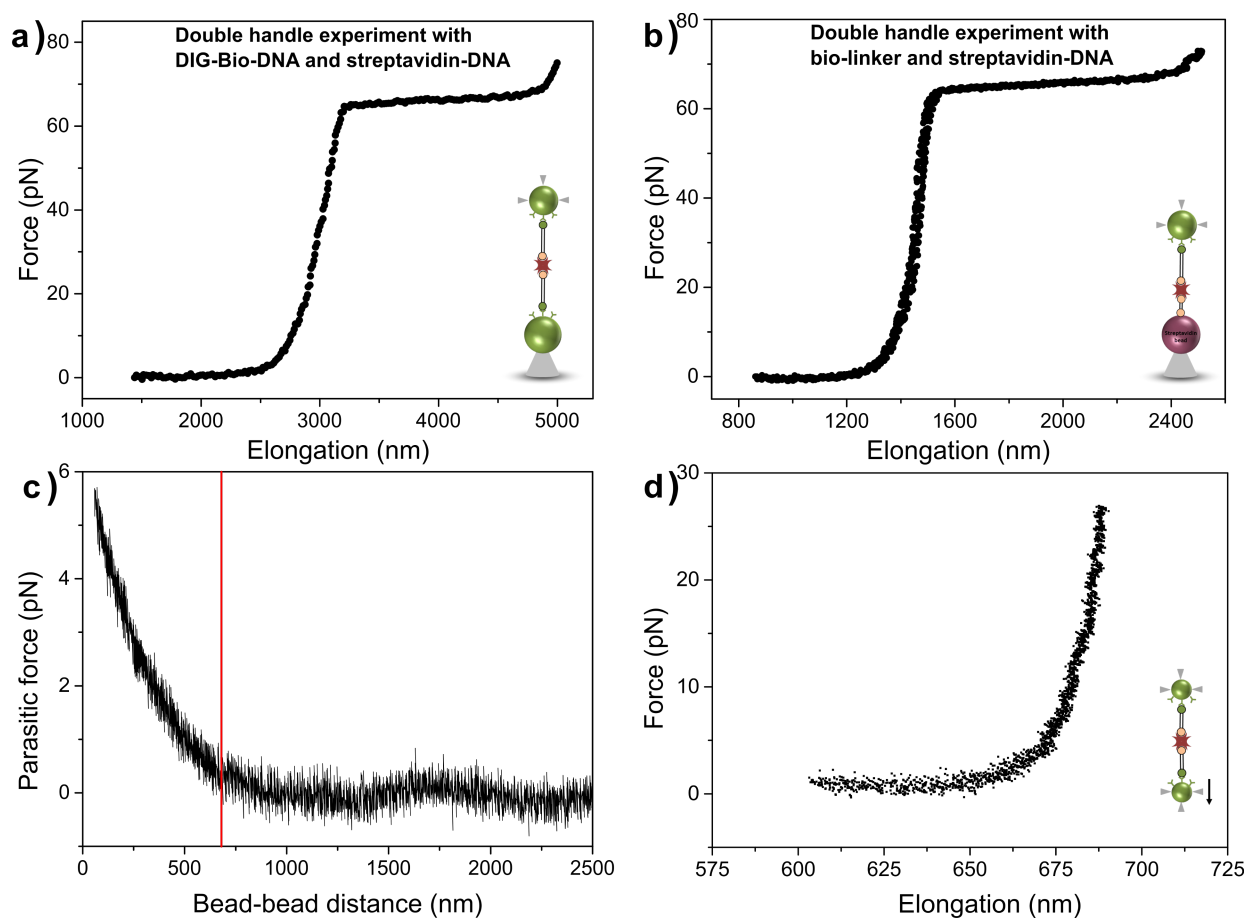 a)
Double handle experiment with
DIG-Bio-DNA and streptavidin-DNA
Force (pN)
80
60
40
20
0
1000 2000 3000 4000 5000
Elongation (nm)
b)
Double handle experiment with
bio-linker and streptavidin-DNA
Force (pN)
80
60
40
20
0
Streptavidin
bead
800 1200 1600 2000 2400
Elongation (nm)
c)
Parasitic force (pN)
6
4
2
0
0 500 1000 1500 2000 2500
Bead-bead distance (nm)
d)
Force (pN)
30
20
10
0
575 600 625 650 675 700 725
Elongation (nm)